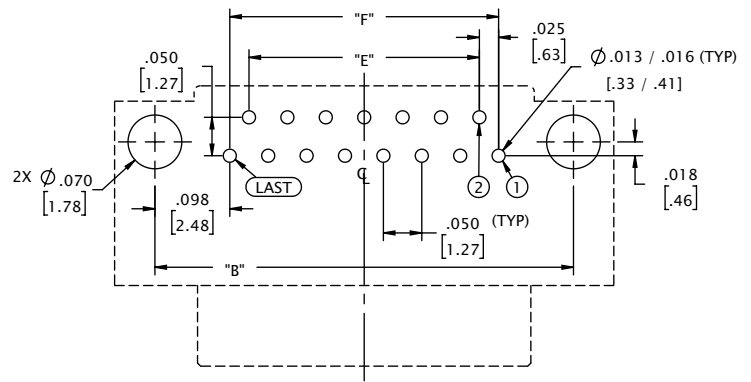 "F"
.025
[.63]
.050
[1.27]
"E"
Ø .013 / .016 (TYP)
[.33 / .41]
℄
2X Ø .070
[1.78]
LAST
2
1
.018
[.46]
.098
[2.48]
.050 (TYP)
[1.27]
"B"